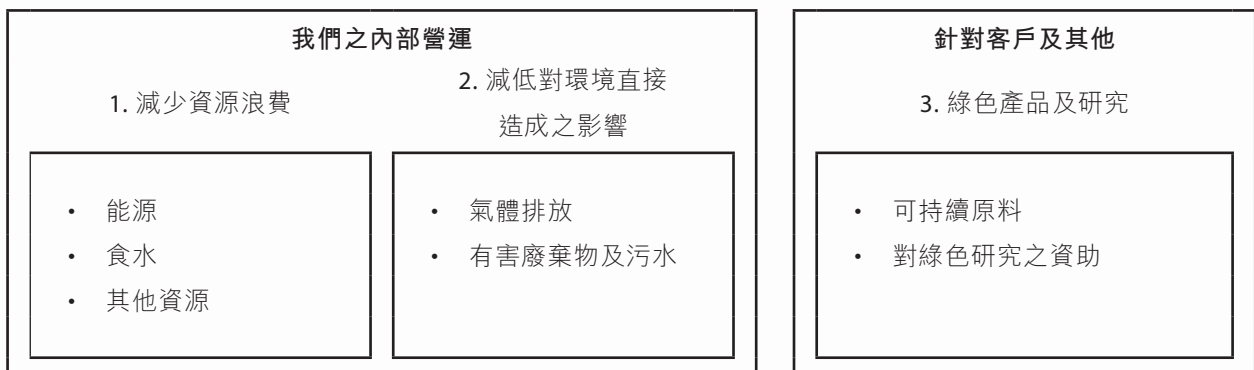 我們之內部營運
1. 減少資源浪費
2. 減低對環境直接
造成之影響
• 能源
• 食水
• 其他資源
• 氣體排放
• 有害廢棄物及污水
針對客戶及其他
3. 綠色產品及研究
• 可持續原料
• 對綠色研究之資助